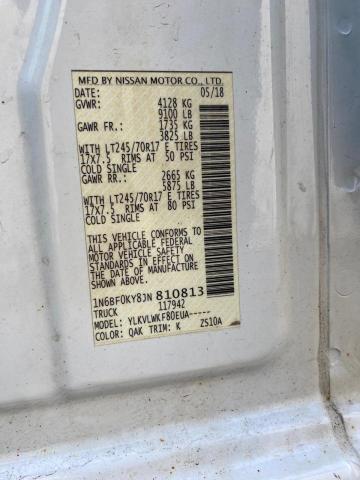 MFD BY NISSAN MOTOR CO., LTD.
DATE: 05/18
GVWR: 4128 KG
9100 LB
GAWR FR.: 1735 KG
3825 LB
WITH LT245/70R17 E TIRES
17X7.5 RIMS AT 50 PSI
COLD SINGLE
GAWR RR.: 2665 KG
5875 LB
WITH LT245/70R17 E TIRES
17X7.5 RIMS AT 80 PSI
COLD SINGLE
THIS VEHICLE CONFORMS TO
ALL APPLICABLE FEDERAL
MOTOR VEHICLE SAFETY
STANDARDS IN EFFECT ON
THE DATE OF MANUFACTURE
SHOWN ABOVE.
1N6BF0KY8JN 810813
TRUCK 117942
MODEL: YLKVLWKF80EUA-----
COLOR: QAK TRIM: K ZS10A